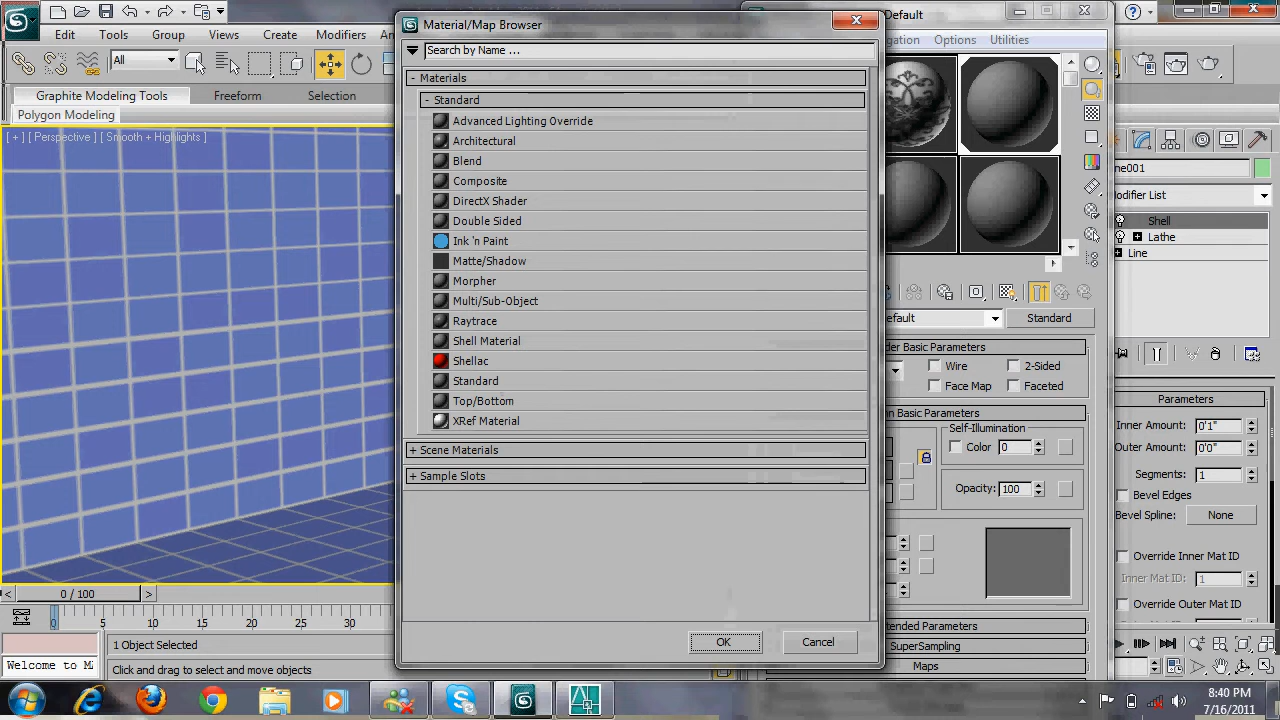 Material/Map Browser
Default
Edit Tools Group Views Create Modifiers
Utilities
Search by Name ...
All
- Materials
Graphite Modeling Tools Freeform Selection
- Standard
Polygon Modeling
Advanced Lighting Override
[ + ] [ Perspective ] [ Smooth + Highlights ]
Architectural
Blend
Composite
DirectX Shader
Double Sided
Ink 'n Paint
Matte/Shadow
Morpher
Multi/Sub-Object
Raytrace
Shell Material
Shellac
Standard
Top/Bottom
XRef Material
+ Scene Materials
+ Sample Slots
OK Cancel
Standard
Basic Parameters
Wire 2-Sided
Face Map Faceted
Basic Parameters
Self-Illumination
Color 0
Opacity: 100
Parameters
SuperSampling
Maps
ne001
Modifier List
Shell
+ Lathe
+ Line
Parameters
Inner Amount: 0'1"
Outer Amount: 0'0"
Segments: 1
Bevel Edges
Bevel Spline: None
Override Inner Mat ID
Inner Mat ID: 1
Override Outer Mat ID
< 0 / 100 >
0 5 10 15 20 25 30
1 Object Selected
Welcome to M
Click and drag to select and move objects
8:40 PM
7/16/2011